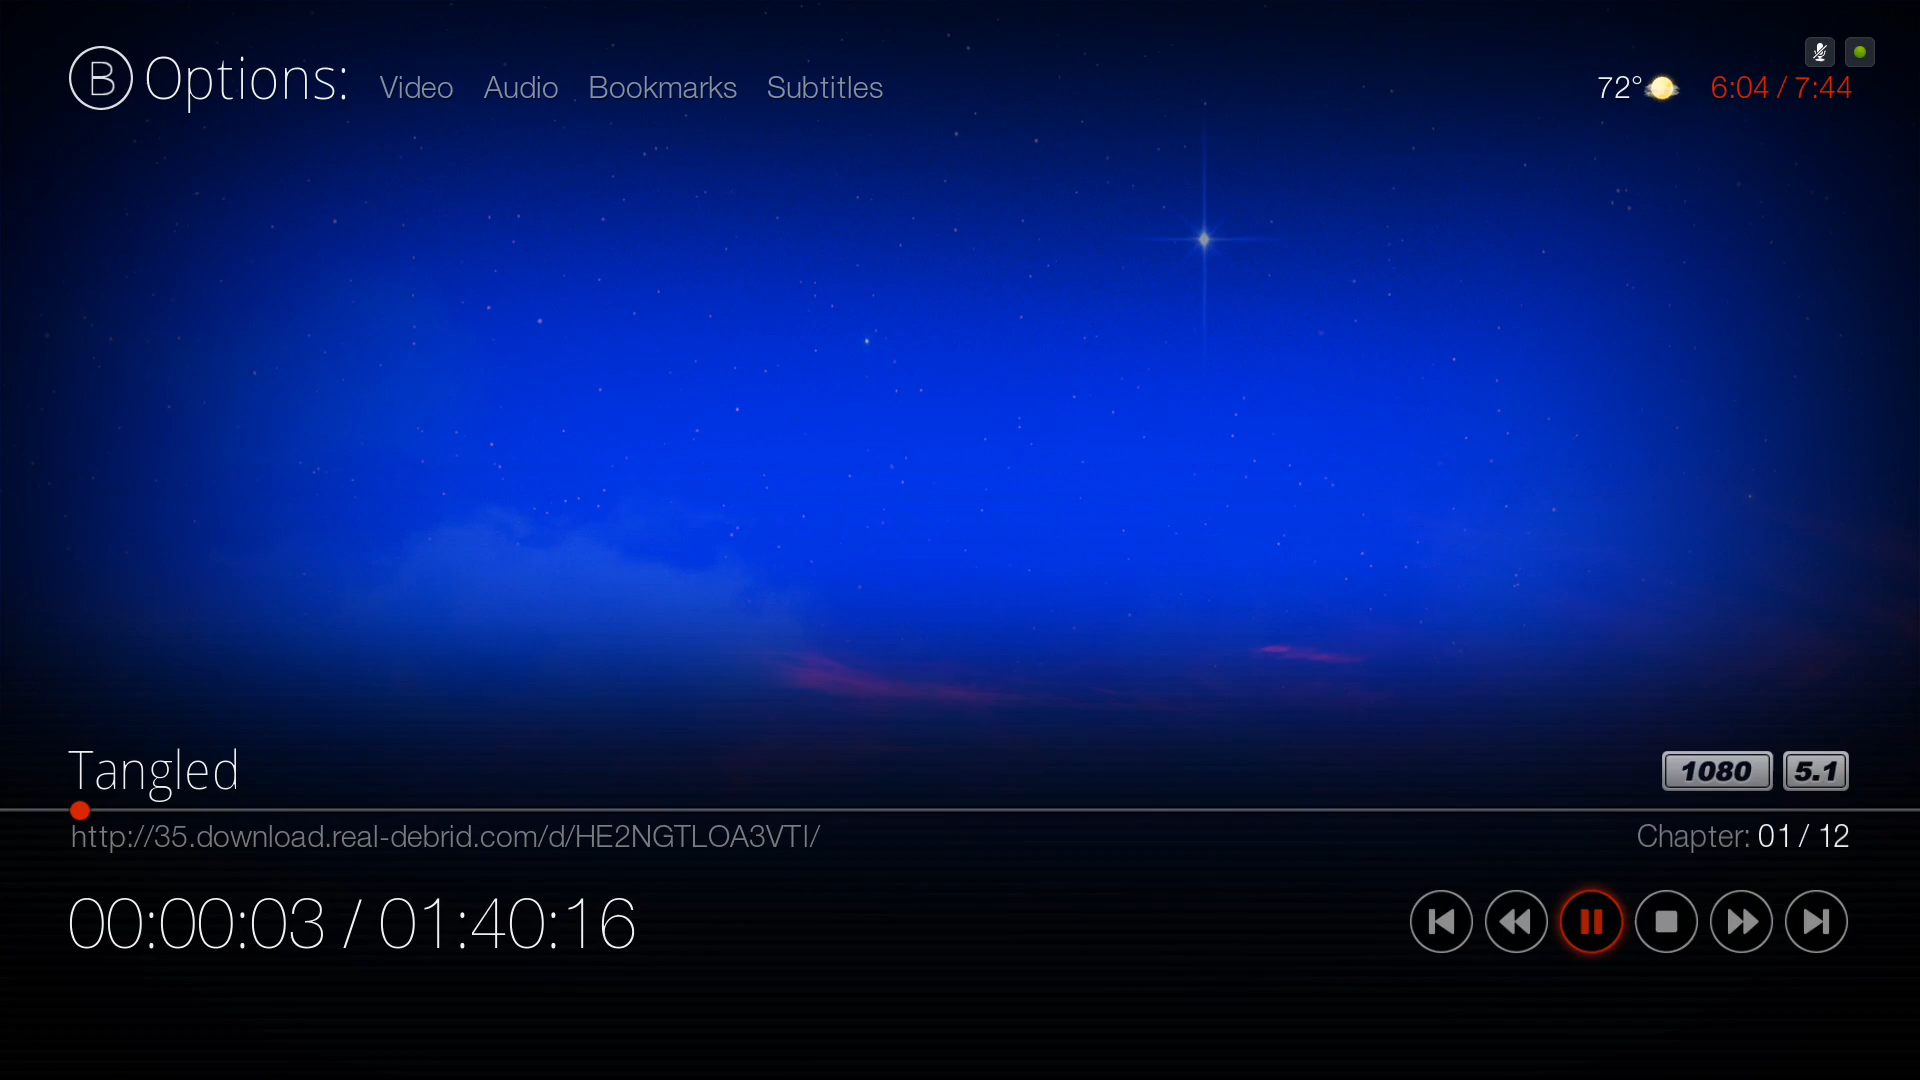 B Options: Video Audio Bookmarks Subtitles 72° 6:04 / 7:44
Tangled 1080 5.1
http://35.download.real-debrid.com/d/HE2NGTLOA3VTI/ Chapter: 01 / 12
00:00:03 / 01:40:16